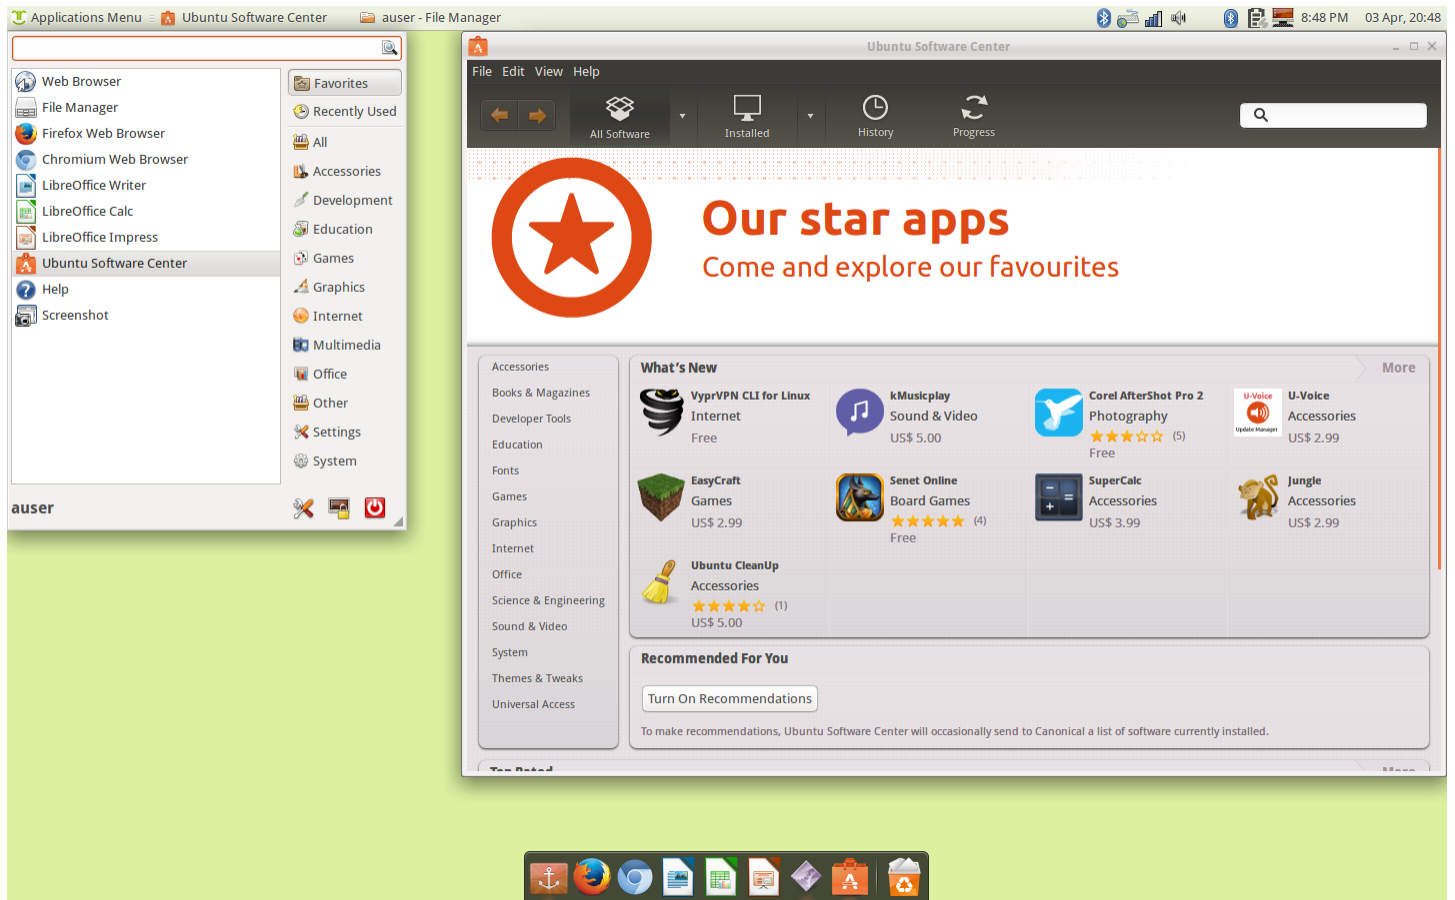 Applications Menu
Ubuntu Software Center
auser - File Manager
8:48 PM
03 Apr, 20:48
Web Browser
File Manager
Firefox Web Browser
Chromium Web Browser
LibreOffice Writer
LibreOffice Calc
LibreOffice Impress
Ubuntu Software Center
Help
Screenshot
Favorites
Recently Used
All
Accessories
Development
Education
Games
Graphics
Internet
Multimedia
Office
Other
Settings
System
auser
Ubuntu Software Center
File Edit View Help
All Software
Installed
History
Progress
Our star apps
Come and explore our favourites
Accessories
Books & Magazines
Developer Tools
Education
Fonts
Games
Graphics
Internet
Office
Science & Engineering
Sound & Video
System
Themes & Tweaks
Universal Access
What's New
More
VyprVPN CLI for Linux
Internet
Free
kMusicplay
Sound & Video
US$ 5.00
Corel AfterShot Pro 2
Photography
(5)
Free
U-Voice
Update Manager
U-Voice
Accessories
US$ 2.99
EasyCraft
Games
US$ 2.99
Senet Online
Board Games
(4)
Free
SuperCalc
Accessories
US$ 3.99
Jungle
Accessories
US$ 2.99
Ubuntu CleanUp
Accessories
(1)
US$ 5.00
Recommended For You
Turn On Recommendations
To make recommendations, Ubuntu Software Center will occasionally send to Canonical a list of software currently installed.
Top Rated
More